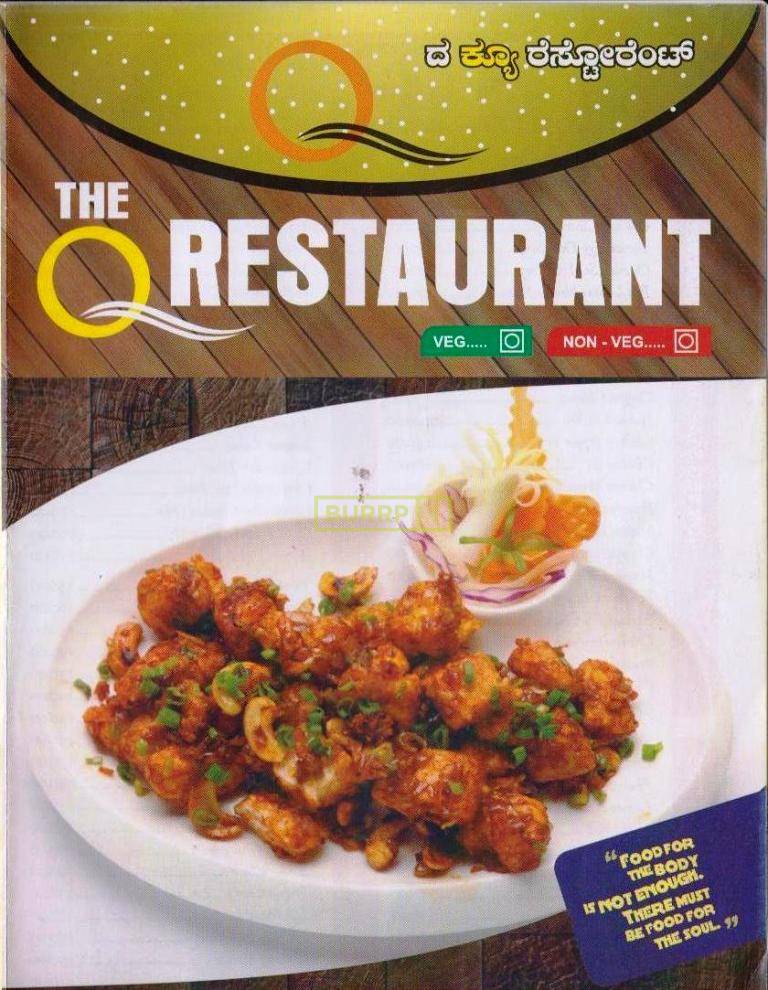 ದ ಕ್ಯೂ ರೆಸ್ಟೋರೆಂಟ್
Q
THE
Q RESTAURANT
VEG.....
NON - VEG.....
BURRP
“FOOD FOR
THE BODY
IS NOT ENOUGH.
THERE MUST
BE FOOD FOR
THE SOUL.”